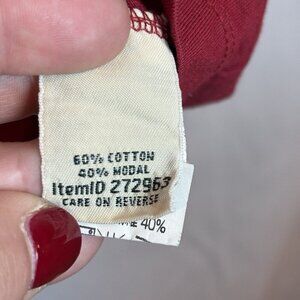 60% COTTON
40% MODAL
ItemID 272963
CARE ON REVERSE
40%